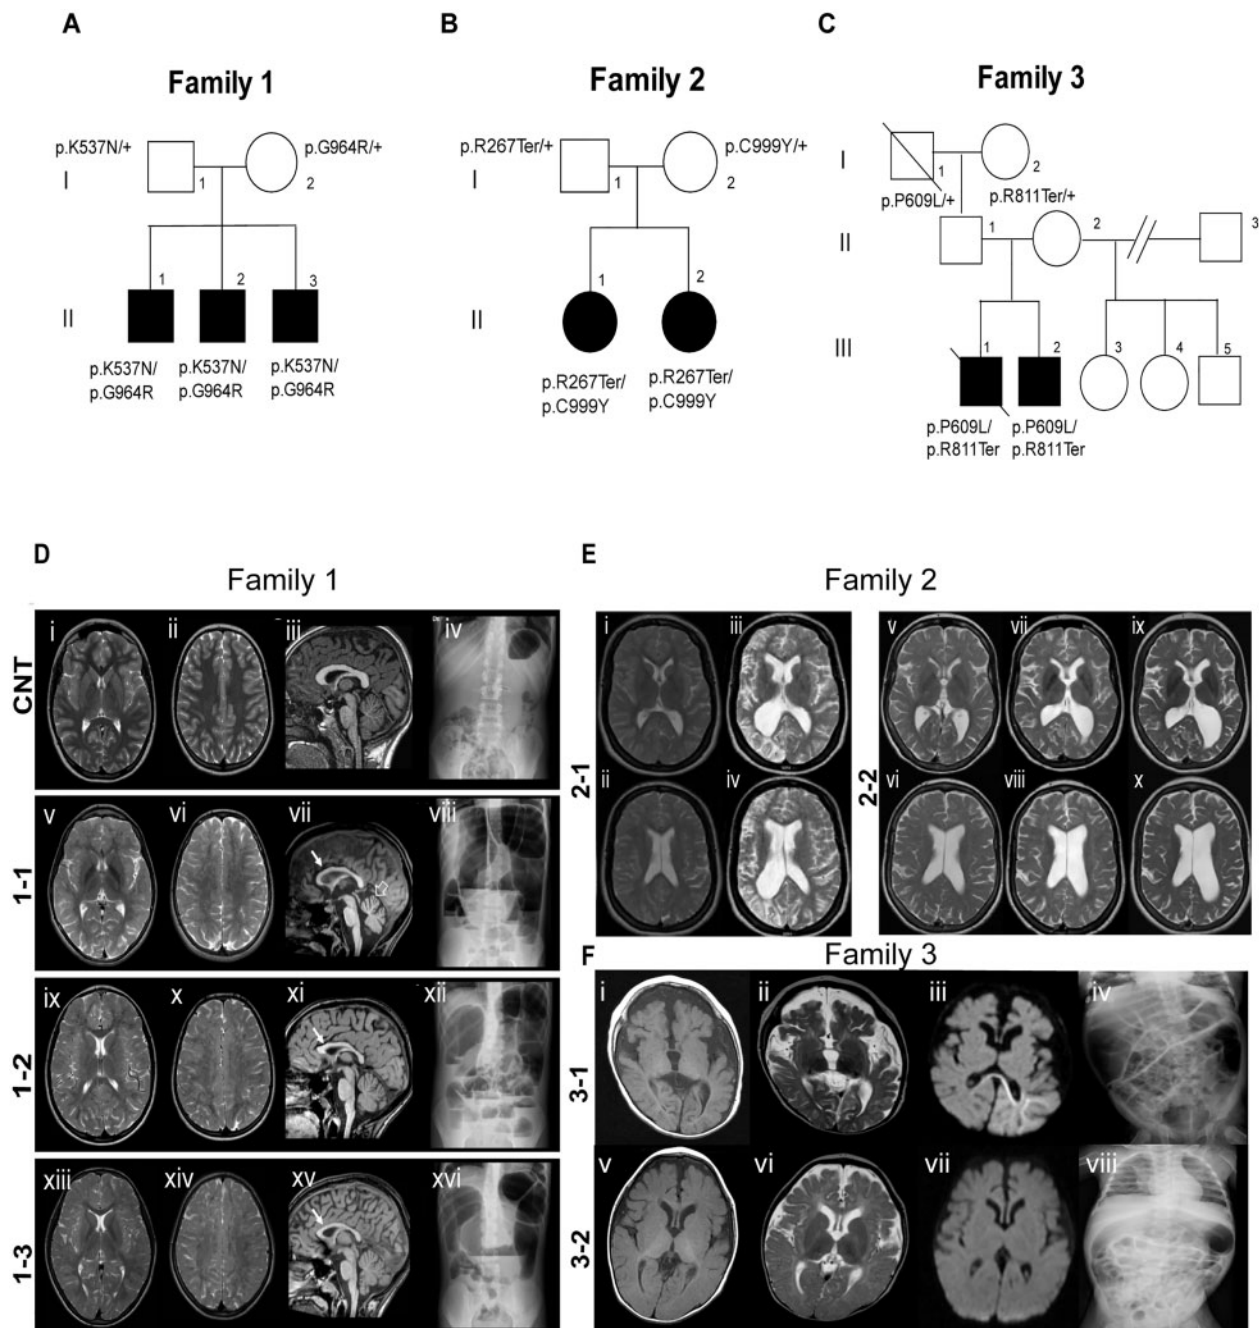 A
B
C
Family 1
Family 2
Family 3
p.K537N/+
p.G964R/+
I
1
2
1
2
3
II
p.K537N/
p.G964R
p.K537N/
p.G964R
p.K537N/
p.G964R
p.R267Ter/+
p.C999Y/+
I
1
2
1
2
II
p.R267Ter/
p.C999Y
p.R267Ter/
p.C999Y
I
1
2
p.P609L/+
p.R811Ter/+
II
1
2
3
III
1
2
3
4
5
p.P609L/
p.R811Ter
p.P609L/
p.R811Ter
D
Family 1
CNT
i
ii
iii
iv
1-1
v
vi
vii
viii
1-2
ix
x
xi
xii
1-3
xiii
xiv
xv
xvi
E
Family 2
2-1
i
iii
ii
iv
2-2
v
vii
ix
vi
viii
x
F
Family 3
3-1
i
ii
iii
iv
3-2
v
vi
vii
viii